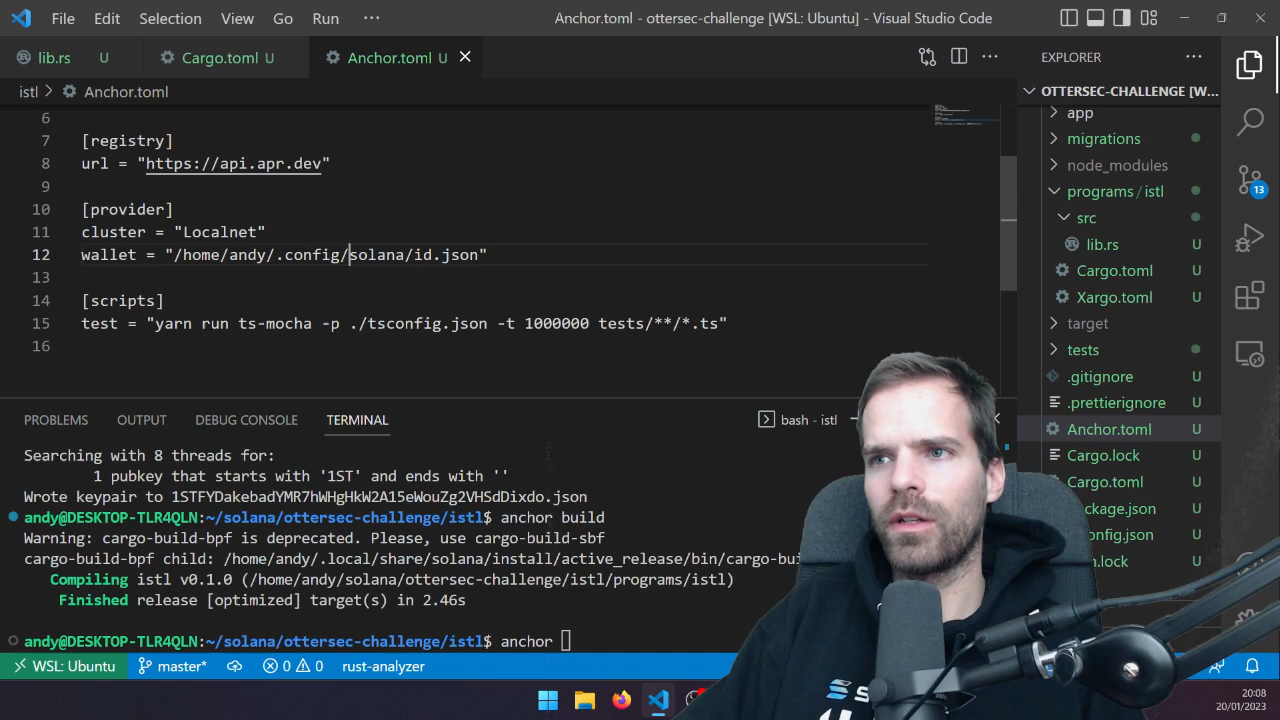 File Edit Selection View Go Run ···
Anchor.toml - ottersec-challenge [WSL: Ubuntu] - Visual Studio Code
lib.rs U
Cargo.toml U
Anchor.toml U
istl > Anchor.toml
6
7 [registry]
8 url = "https://api.apr.dev"
9
10 [provider]
11 cluster = "Localnet"
12 wallet = "/home/andy/.config/solana/id.json"
13
14 [scripts]
15 test = "yarn run ts-mocha -p ./tsconfig.json -t 1000000 tests/**/*.ts"
16
PROBLEMS OUTPUT DEBUG CONSOLE TERMINAL
bash - istl
Searching with 8 threads for:
1 pubkey that starts with '1ST' and ends with ''
Wrote keypair to 1STFYDakebadYMR7hWHgHkW2A15eWouZg2VHSdDixdo.json
andy@DESKTOP-TLR4QLN:~/solana/ottersec-challenge/istl$ anchor build
Warning: cargo-build-bpf is deprecated. Please, use cargo-build-sbf
cargo-build-bpf child: /home/andy/.local/share/solana/install/active_release/bin/cargo-bu
Compiling istl v0.1.0 (/home/andy/solana/ottersec-challenge/istl/programs/istl)
Finished release [optimized] target(s) in 2.46s
andy@DESKTOP-TLR4QLN:~/solana/ottersec-challenge/istl$ anchor
EXPLORER
OTTERSEC-CHALLENGE [W...
app
migrations
node_modules
programs/istl
src
lib.rs U
Cargo.toml U
Xargo.toml U
target
tests
.gitignore U
.prettierignore U
Anchor.toml U
Cargo.lock U
Cargo.toml U
ckage.json U
config.json U
n.lock U
13
WSL: Ubuntu
master*
0 0
rust-analyzer
20:08
20/01/2023